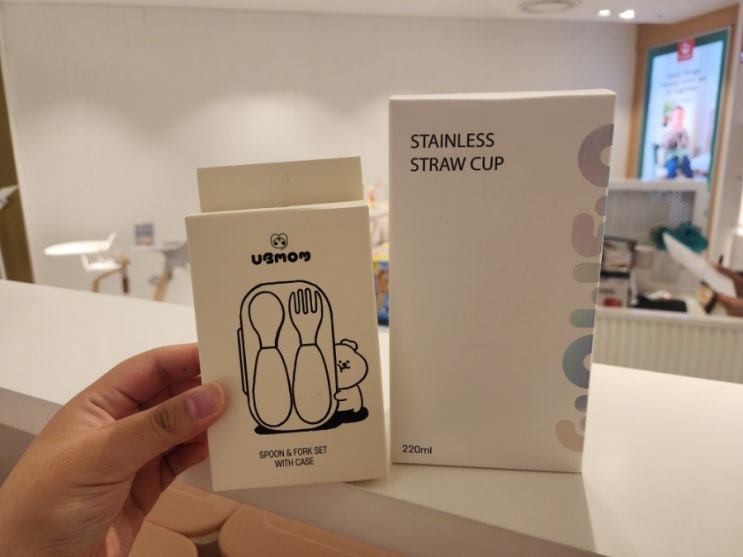 UBMOM
SPOON & FORK SET
WITH CASE
STAINLESS
STRAW CUP
220ml